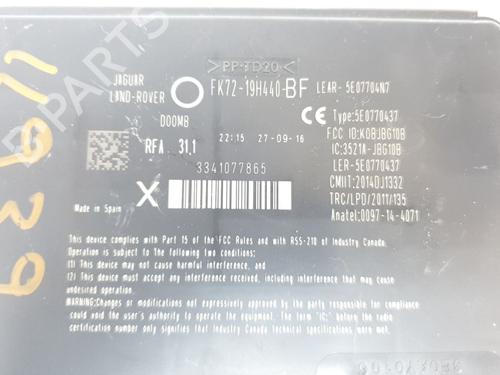 >PP-TD20<
JAGUAR
LAND-ROVER
FK72-19H440-BF
LEAR- 5E07704N7
D00MB
Type:5E0770437
FCC ID:KOBJBG10B
RFA 31,1
22:15 27-09-16
IC:3521A-JBG10B
3341077865
LER-5E0770437
CMIIT:2014DJ1332
X
TRC/LPD/2011/135
Made in Spain
Anatel:0097-14-4071
This device complies with Part 15 of the FCC Rules and with RSS-210 of Industry Canada.
Operation is subject to the following two conditions:
(1) This device may not cause harmful interference, and
(2) This device must accept any interference received, including interference that may cause
undesired operation.
WARNING:Changes or modifications not expressively approved by the party responsible for compliance
could void the user's authority to operate the equipment. The term "IC:" before the radio
certification number only signifies that Industry Canada technical specifications were met.
11939